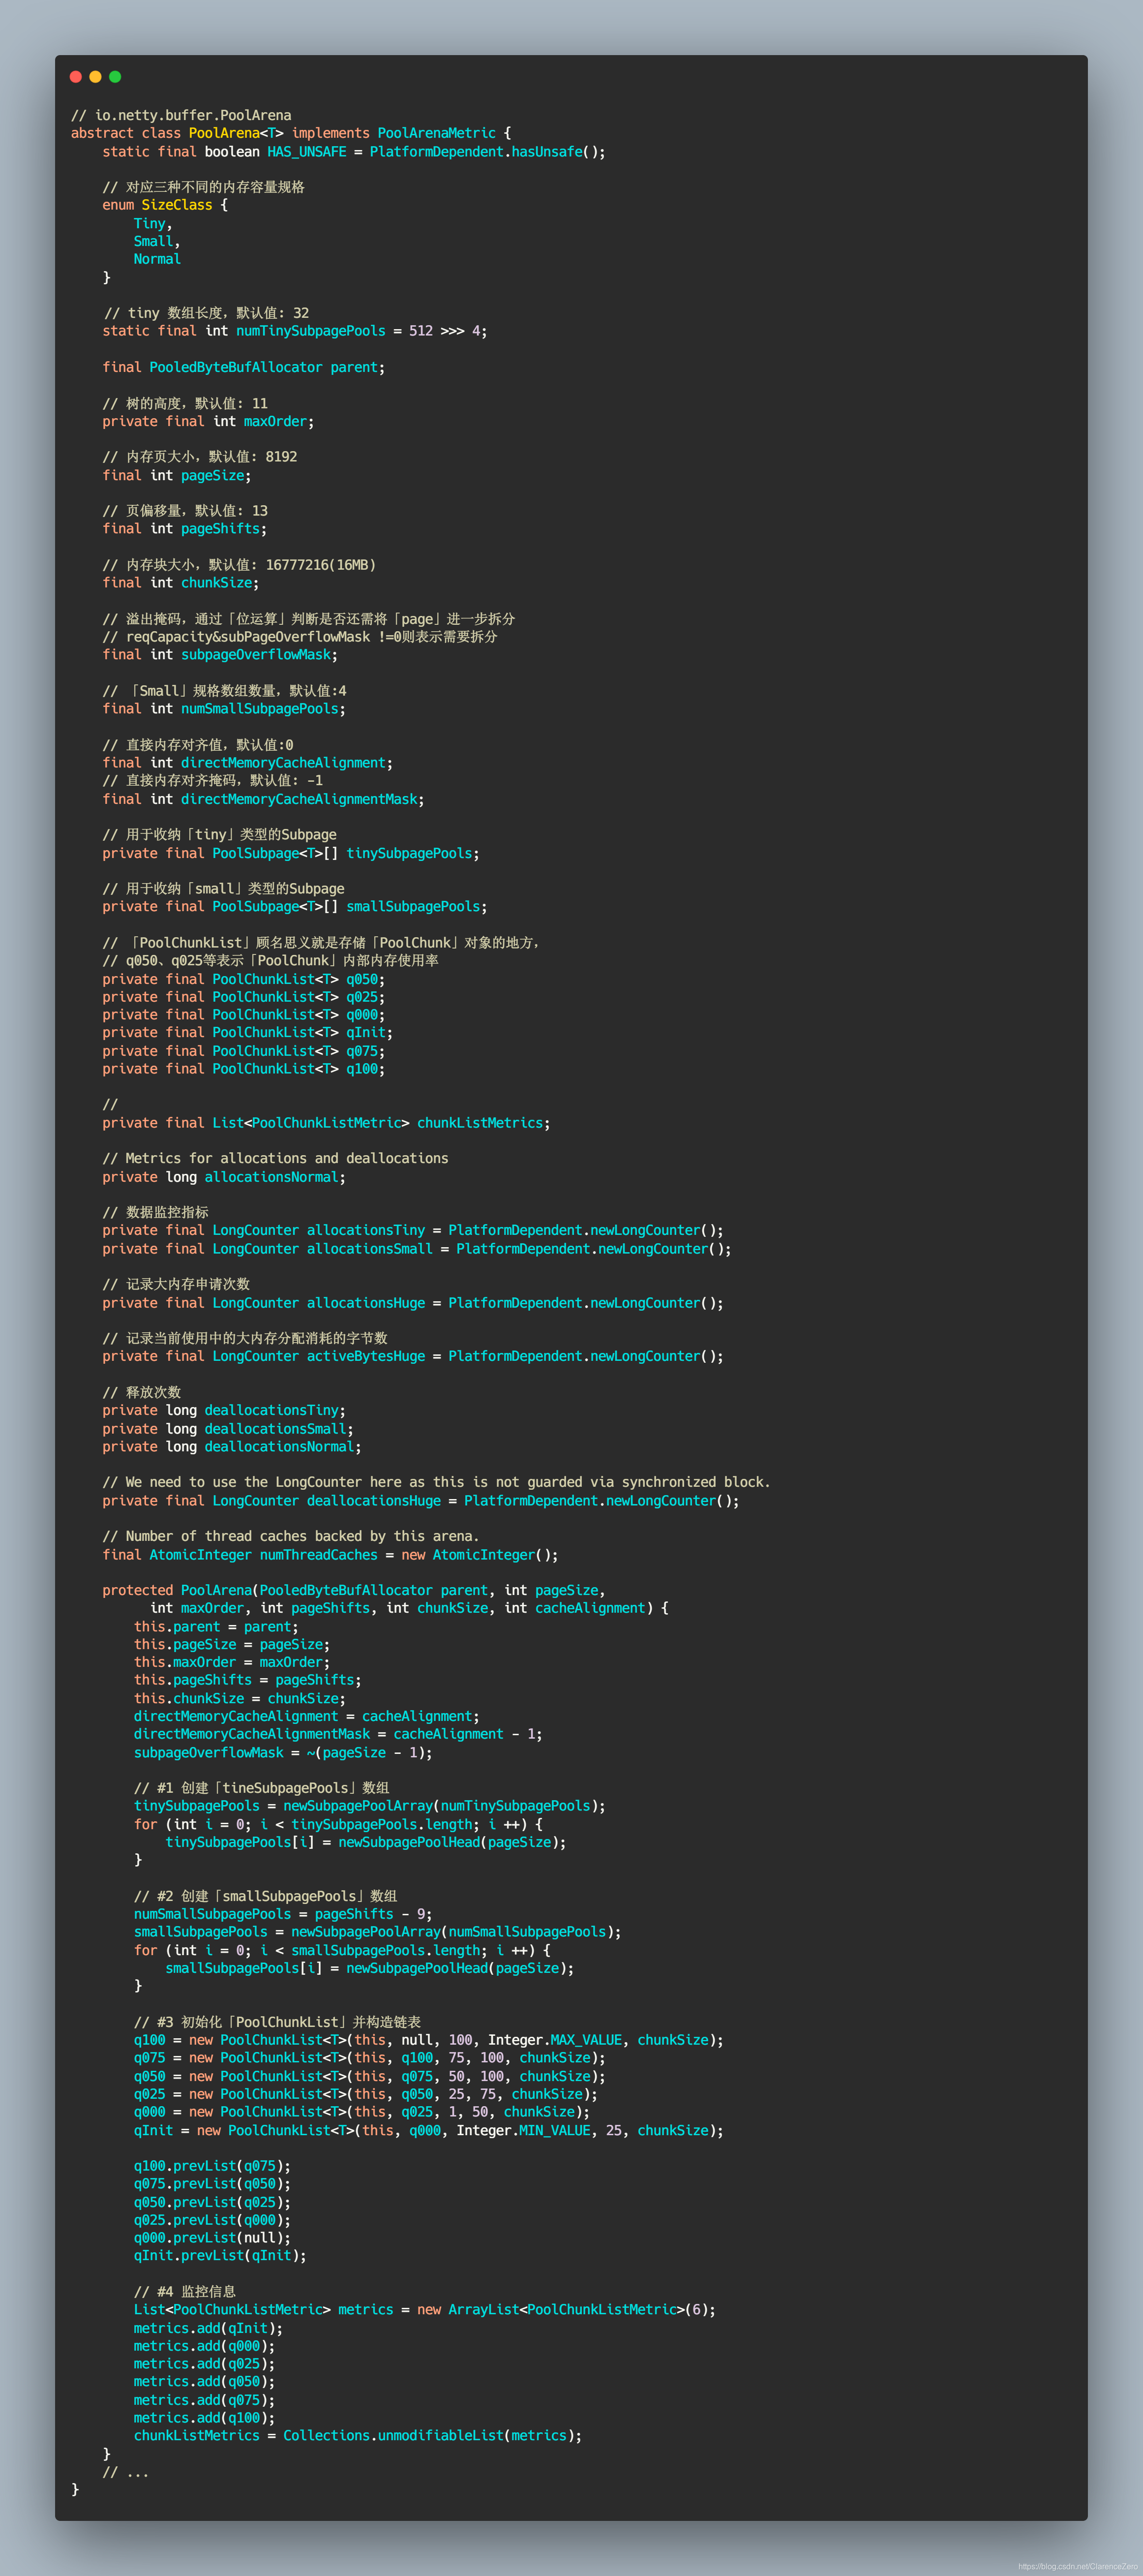 // io.netty.buffer.PoolArena
abstract class PoolArena<T> implements PoolArenaMetric {
    static final boolean HAS_UNSAFE = PlatformDependent.hasUnsafe();
    // 对应三种不同的内存容量规格
    enum SizeClass {
        Tiny,
        Small,
        Normal
    }
    // tiny 数组长度，默认值: 32
    static final int numTinySubpagePools = 512 >>> 4;
    final PooledByteBufAllocator parent;
    // 树的高度，默认值: 11
    private final int maxOrder;
    // 内存页大小，默认值: 8192
    final int pageSize;
    // 页偏移量，默认值: 13
    final int pageShifts;
    // 内存块大小，默认值: 16777216(16MB)
    final int chunkSize;
    // 溢出掩码，通过「位运算」判断是否还需将「page」进一步拆分
    // reqCapacity&subPageOverflowMask !=0则表示需要拆分
    final int subpageOverflowMask;
    // 「Small」规格数组数量，默认值:4
    final int numSmallSubpagePools;
    // 直接内存对齐值，默认值:0
    final int directMemoryCacheAlignment;
    // 直接内存对齐掩码，默认值: -1
    final int directMemoryCacheAlignmentMask;
    // 用于收纳「tiny」类型的Subpage
    private final PoolSubpage<T>[] tinySubpagePools;
    // 用于收纳「small」类型的Subpage
    private final PoolSubpage<T>[] smallSubpagePools;
    // 「PoolChunkList」顾名思义就是存储「PoolChunk」对象的地方，
    // q050、q025等表示「PoolChunk」内部内存使用率
    private final PoolChunkList<T> q050;
    private final PoolChunkList<T> q025;
    private final PoolChunkList<T> q000;
    private final PoolChunkList<T> qInit;
    private final PoolChunkList<T> q075;
    private final PoolChunkList<T> q100;
    //
    private final List<PoolChunkListMetric> chunkListMetrics;
    // Metrics for allocations and deallocations
    private long allocationsNormal;
    // 数据监控指标
    private final LongCounter allocationsTiny = PlatformDependent.newLongCounter();
    private final LongCounter allocationsSmall = PlatformDependent.newLongCounter();
    // 记录大内存申请次数
    private final LongCounter allocationsHuge = PlatformDependent.newLongCounter();
    // 记录当前使用中的大内存分配消耗的字节数
    private final LongCounter activeBytesHuge = PlatformDependent.newLongCounter();
    // 释放次数
    private long deallocationsTiny;
    private long deallocationsSmall;
    private long deallocationsNormal;
    // We need to use the LongCounter here as this is not guarded via synchronized block.
    private final LongCounter deallocationsHuge = PlatformDependent.newLongCounter();
    // Number of thread caches backed by this arena.
    final AtomicInteger numThreadCaches = new AtomicInteger();
    protected PoolArena(PooledByteBufAllocator parent, int pageSize,
          int maxOrder, int pageShifts, int chunkSize, int cacheAlignment) {
        this.parent = parent;
        this.pageSize = pageSize;
        this.maxOrder = maxOrder;
        this.pageShifts = pageShifts;
        this.chunkSize = chunkSize;
        directMemoryCacheAlignment = cacheAlignment;
        directMemoryCacheAlignmentMask = cacheAlignment - 1;
        subpageOverflowMask = ~(pageSize - 1);
        // #1 创建「tineSubpagePools」数组
        tinySubpagePools = newSubpagePoolArray(numTinySubpagePools);
        for (int i = 0; i < tinySubpagePools.length; i ++) {
            tinySubpagePools[i] = newSubpagePoolHead(pageSize);
        }
        // #2 创建「smallSubpagePools」数组
        numSmallSubpagePools = pageShifts - 9;
        smallSubpagePools = newSubpagePoolArray(numSmallSubpagePools);
        for (int i = 0; i < smallSubpagePools.length; i ++) {
            smallSubpagePools[i] = newSubpagePoolHead(pageSize);
        }
        // #3 初始化「PoolChunkList」并构造链表
        q100 = new PoolChunkList<T>(this, null, 100, Integer.MAX_VALUE, chunkSize);
        q075 = new PoolChunkList<T>(this, q100, 75, 100, chunkSize);
        q050 = new PoolChunkList<T>(this, q075, 50, 100, chunkSize);
        q025 = new PoolChunkList<T>(this, q050, 25, 75, chunkSize);
        q000 = new PoolChunkList<T>(this, q025, 1, 50, chunkSize);
        qInit = new PoolChunkList<T>(this, q000, Integer.MIN_VALUE, 25, chunkSize);
        q100.prevList(q075);
        q075.prevList(q050);
        q050.prevList(q025);
        q025.prevList(q000);
        q000.prevList(null);
        qInit.prevList(qInit);
        // #4 监控信息
        List<PoolChunkListMetric> metrics = new ArrayList<PoolChunkListMetric>(6);
        metrics.add(qInit);
        metrics.add(q000);
        metrics.add(q025);
        metrics.add(q050);
        metrics.add(q075);
        metrics.add(q100);
        chunkListMetrics = Collections.unmodifiableList(metrics);
    }
    // ...
}
https://blog.csdn.net/ClarenceZero